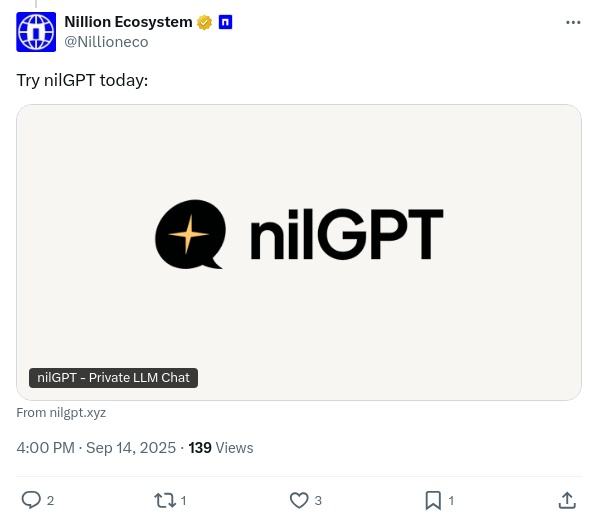 Nillion Ecosystem
@Nillioneco
Try nilGPT today:
nilGPT
nilGPT - Private LLM Chat
From nilgpt.xyz
4:00 PM · Sep 14, 2025 · 139 Views
2 1 3 1